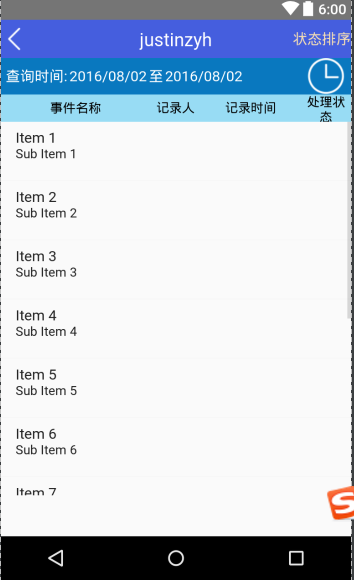 6:00
justinzyh
状态排序
查询时间: 2016/08/02 至 2016/08/02
事件名称 记录人 记录时间 处理状
态
Item 1
Sub Item 1
Item 2
Sub Item 2
Item 3
Sub Item 3
Item 4
Sub Item 4
Item 5
Sub Item 5
Item 6
Sub Item 6
Item 7